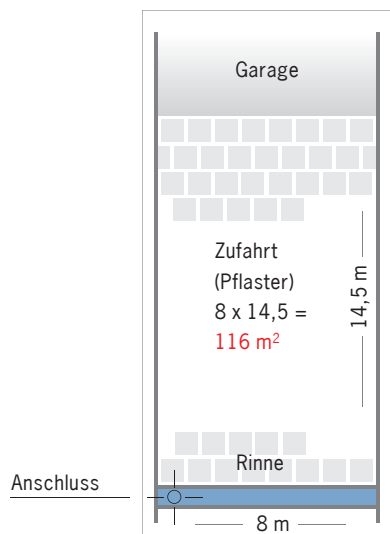 Garage
Zufahrt
(Pflaster)
8 x 14,5 =
116 m²
14,5 m
Rinne
Anschluss
8 m